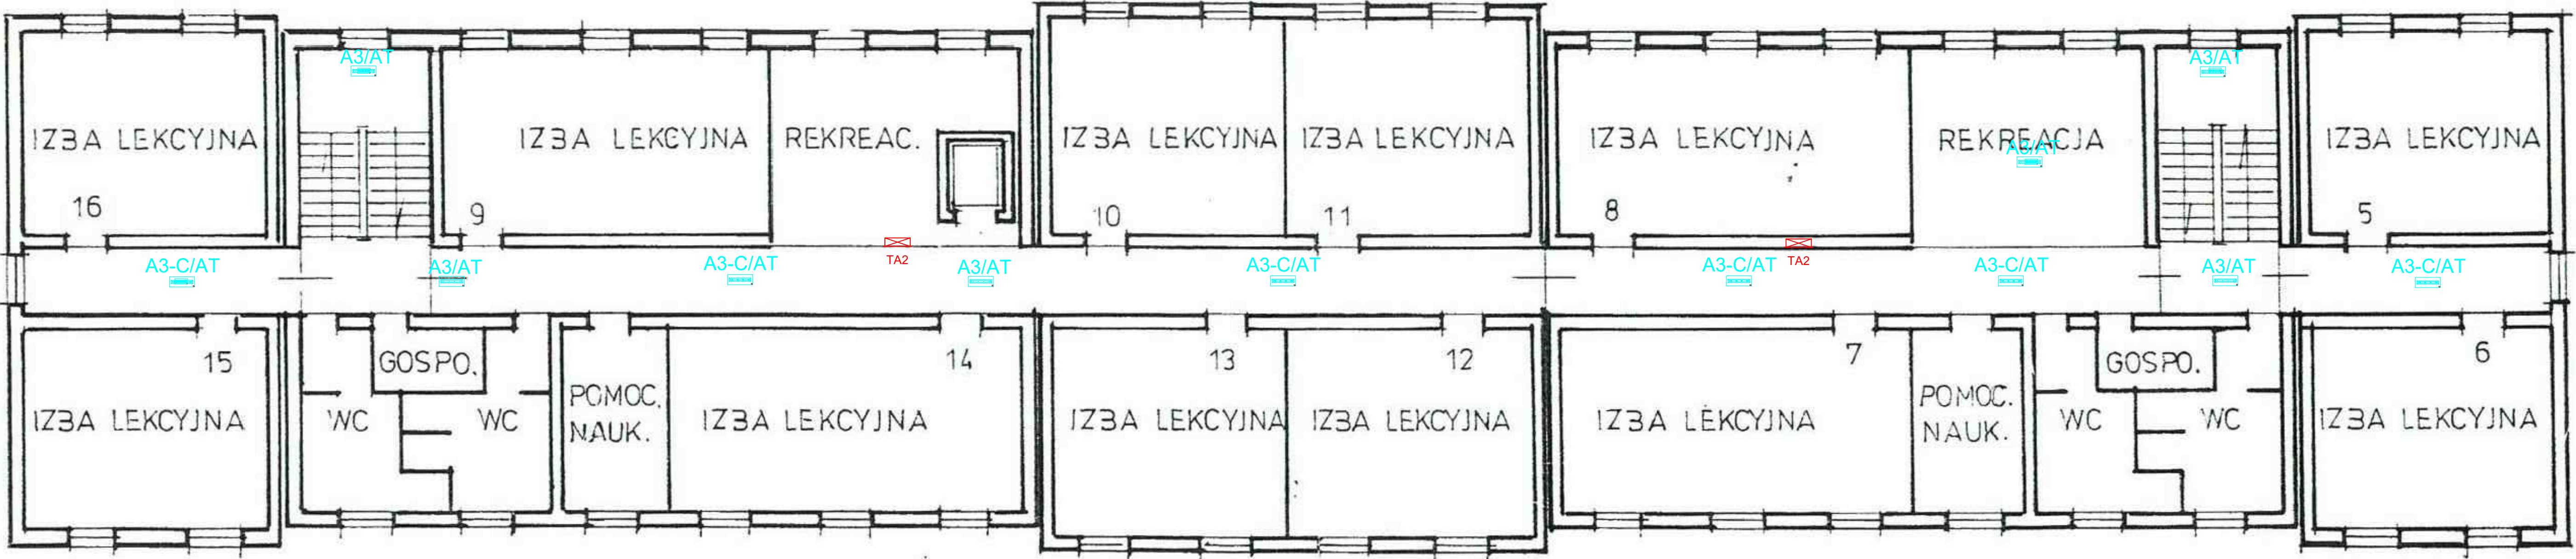 A3/AT
A3/AT
IZBA LEKCYJNA
IZBA LEKCYJNA
REKREAC.
IZBA LEKCYJNA
IZBA LEKCYJNA
IZBA LEKCYJNA
REKREACJA
A3/AT
IZBA LEKCYJNA
16
9
10
11
8
5
A3-C/AT
A3/AT
A3-C/AT
TA2
A3/AT
A3-C/AT
A3-C/AT
TA2
A3-C/AT
A3/AT
A3-C/AT
15
GOSPO.
14
13
12
7
GOSPO.
6
IZBA LEKCYJNA
WC
WC
POMOC.
NAUK.
IZBA LEKCYJNA
IZBA LEKCYJNA
IZBA LEKCYJNA
IZBA LEKCYJNA
POMOC.
NAUK.
WC
WC
IZBA LEKCYJNA